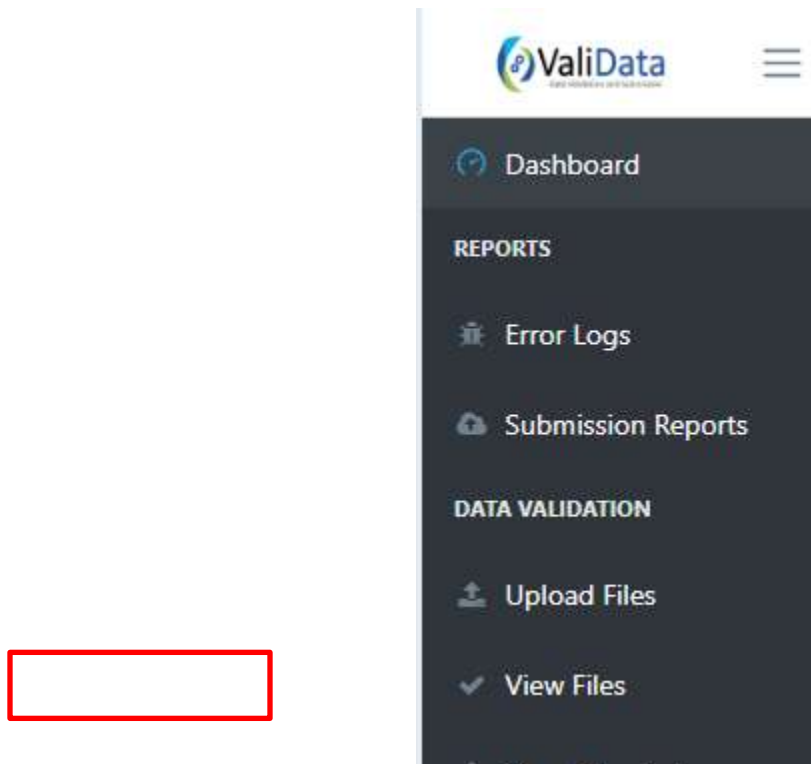 ValiData
Dashboard
REPORTS
Error Logs
Submission Reports
DATA VALIDATION
Upload Files
View Files